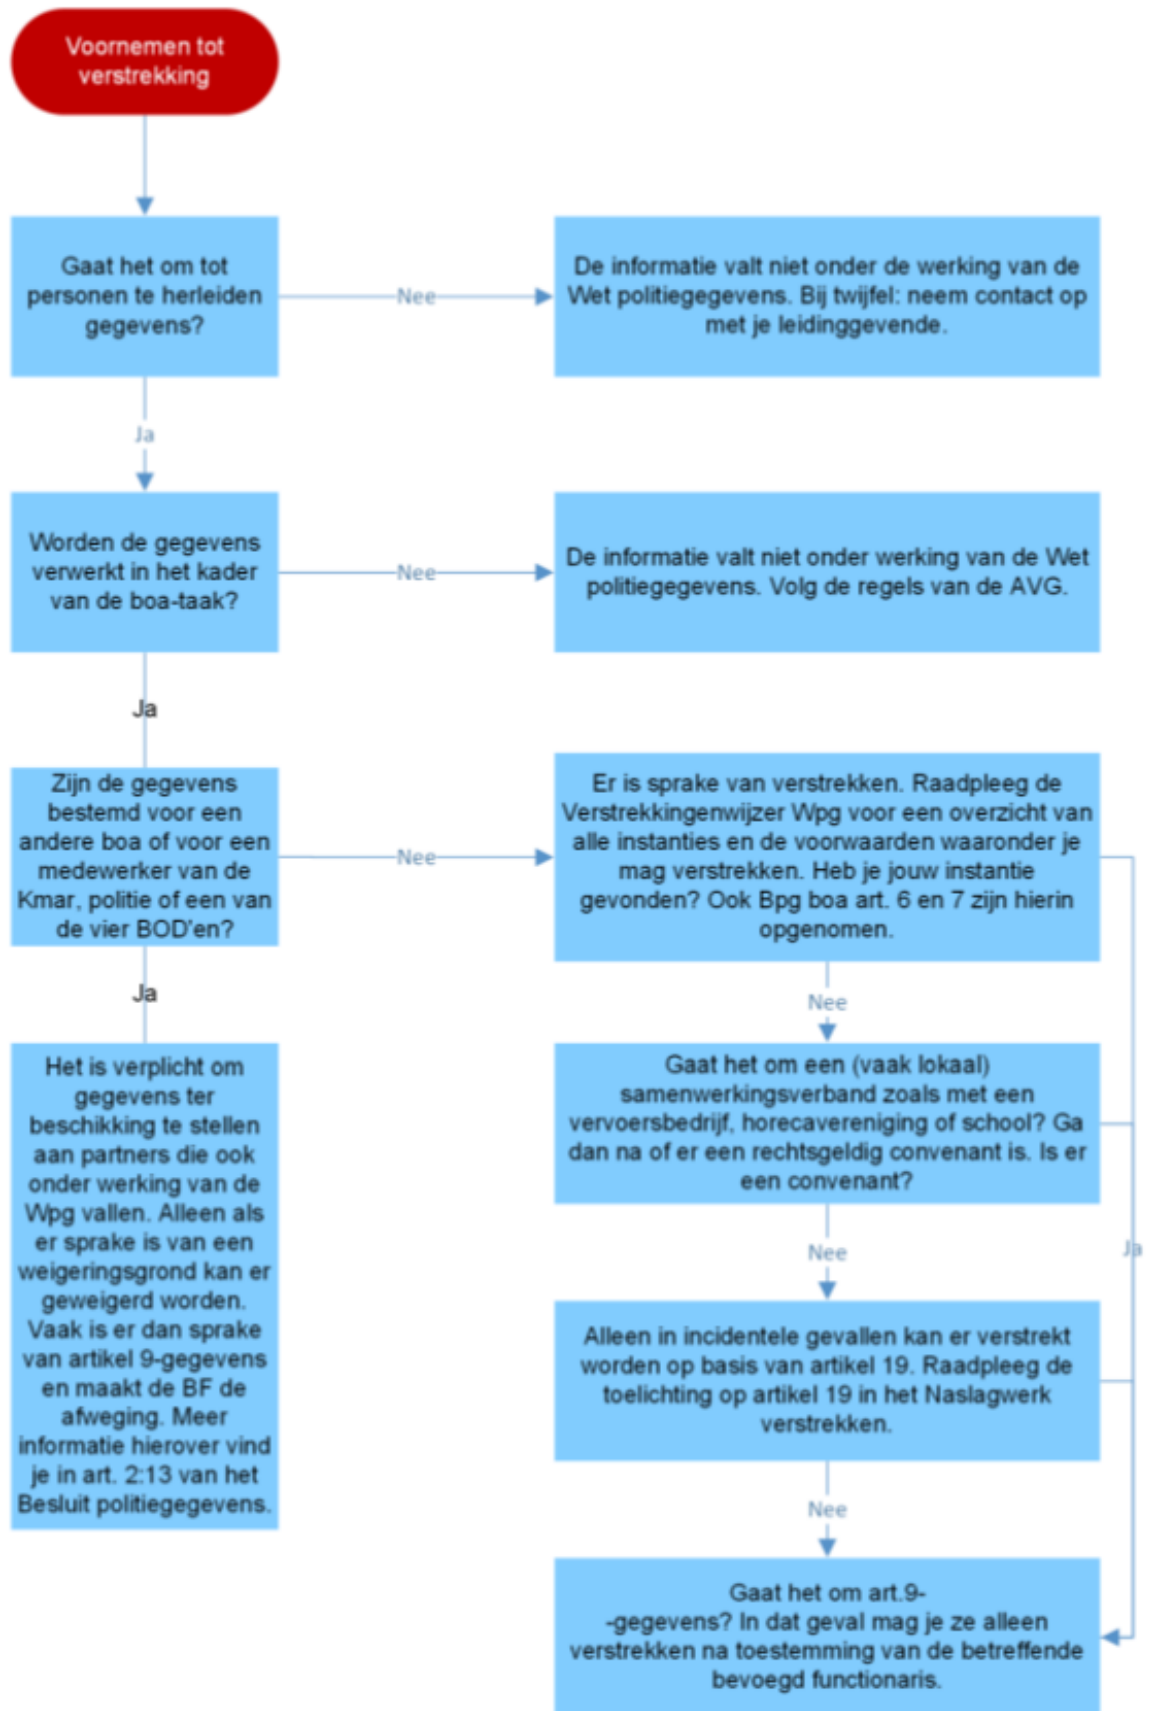 Voornemen tot
verstrekking
Gaat het om tot
personen te herleiden
gegevens?
Nee
De informatie valt niet onder de werking van de
Wet politiegegevens. Bij twijfel: neem contact op
met je leidinggevende.
Ja
Worden de gegevens
verwerkt in het kader
van de boa-taak?
Nee
De informatie valt niet onder werking van de Wet
politiegegevens. Volg de regels van de AVG.
Ja
Zijn de gegevens
bestemd voor een
andere boa of voor een
medewerker van de
Kmar, politie of een van
de vier BOD'en?
Nee
Er is sprake van verstrekken. Raadpleeg de
Verstrekkingenwijzer Wpg voor een overzicht van
alle instanties en de voorwaarden waaronder je
mag verstrekken. Heb je jouw instantie
gevonden? Ook Bpg boa art. 6 en 7 zijn hierin
opgenomen.
Ja
Het is verplicht om
gegevens ter
beschikking te stellen
aan partners die ook
onder werking van de
Wpg vallen. Alleen als
er sprake is van een
weigeringsgrond kan er
geweigerd worden.
Vaak is er dan sprake
van artikel 9-gegevens
en maakt de BF de
afweging. Meer
informatie hierover vind
je in art. 2:13 van het
Besluit politiegegevens.
Nee
Gaat het om een (vaak lokaal)
samenwerkingsverband zoals met een
vervoersbedrijf, horecavereniging of school? Ga
dan na of er een rechtsgeldig convenant is. Is er
een convenant?
Nee
Ja
Alleen in incidentele gevallen kan er verstrekt
worden op basis van artikel 19. Raadpleeg de
toelichting op artikel 19 in het Naslagwerk
verstrekken.
Nee
Gaat het om art.9-
-gegevens? In dat geval mag je ze alleen
verstrekken na toestemming van de betreffende
bevoegd functionaris.